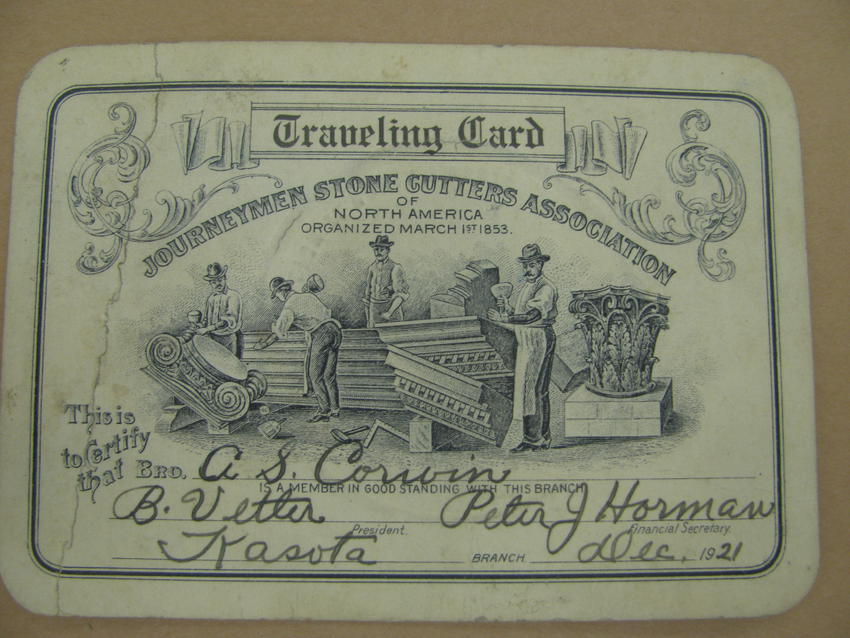 Traveling Card
JOURNEYMEN STONE CUTTERS ASSOCIATION
OF
NORTH AMERICA
ORGANIZED MARCH 1ST 1853.
This is
to Certify
that BRO. A S. Corwin
IS A MEMBER IN GOOD STANDING WITH THIS BRANCH
B. Vetter Peter J Horman
President. Financial Secretary.
Kasota BRANCH Dec. 1921